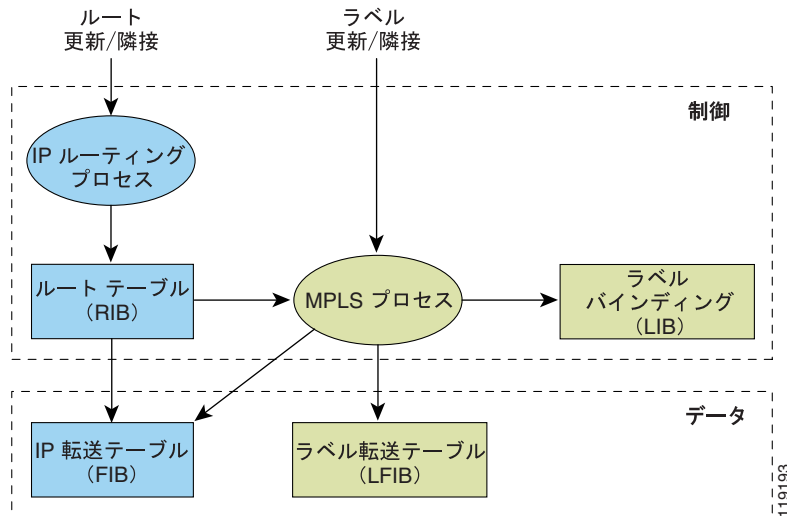 ルート
更新/隣接
ラベル
更新/隣接
制御
IP ルーティング
プロセス
ルート テーブル
（RIB）
MPLS プロセス
ラベル
バインディング
（LIB）
データ
IP 転送テーブル
（FIB）
ラベル転送テーブル
（LFIB）
119193